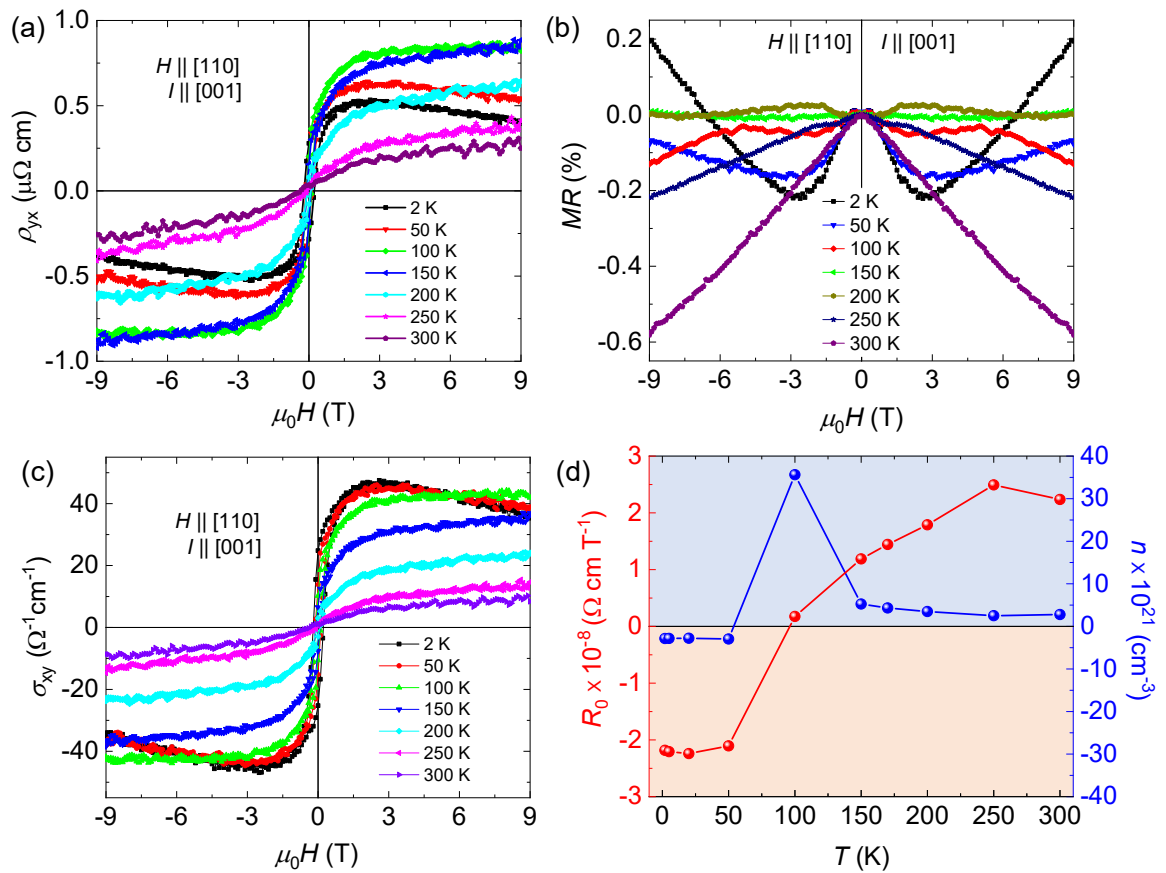 (a)
H || [110]
I || [001]
1.0
0.5
0.0
-0.5
-1.0
ρyx (μΩ cm)
2 K
50 K
100 K
150 K
200 K
250 K
300 K
-9 -6 -3 0 3 6 9
μ0H (T)
(b)
H || [110] I || [001]
0.2
0.0
-0.2
-0.4
-0.6
MR (%)
2 K
50 K
100 K
150 K
200 K
250 K
300 K
-9 -6 -3 0 3 6 9
μ0H (T)
(c)
H || [110]
I || [001]
40
20
0
-20
-40
σxy (Ω-1cm-1)
2 K
50 K
100 K
150 K
200 K
250 K
300 K
-9 -6 -3 0 3 6 9
μ0H (T)
(d)
3
2
1
0
-1
-2
-3
R0 x 10-8 (Ω cm T-1)
40
30
20
10
0
-10
-20
-30
-40
n x 1021 (cm-3)
0 50 100 150 200 250 300
T (K)